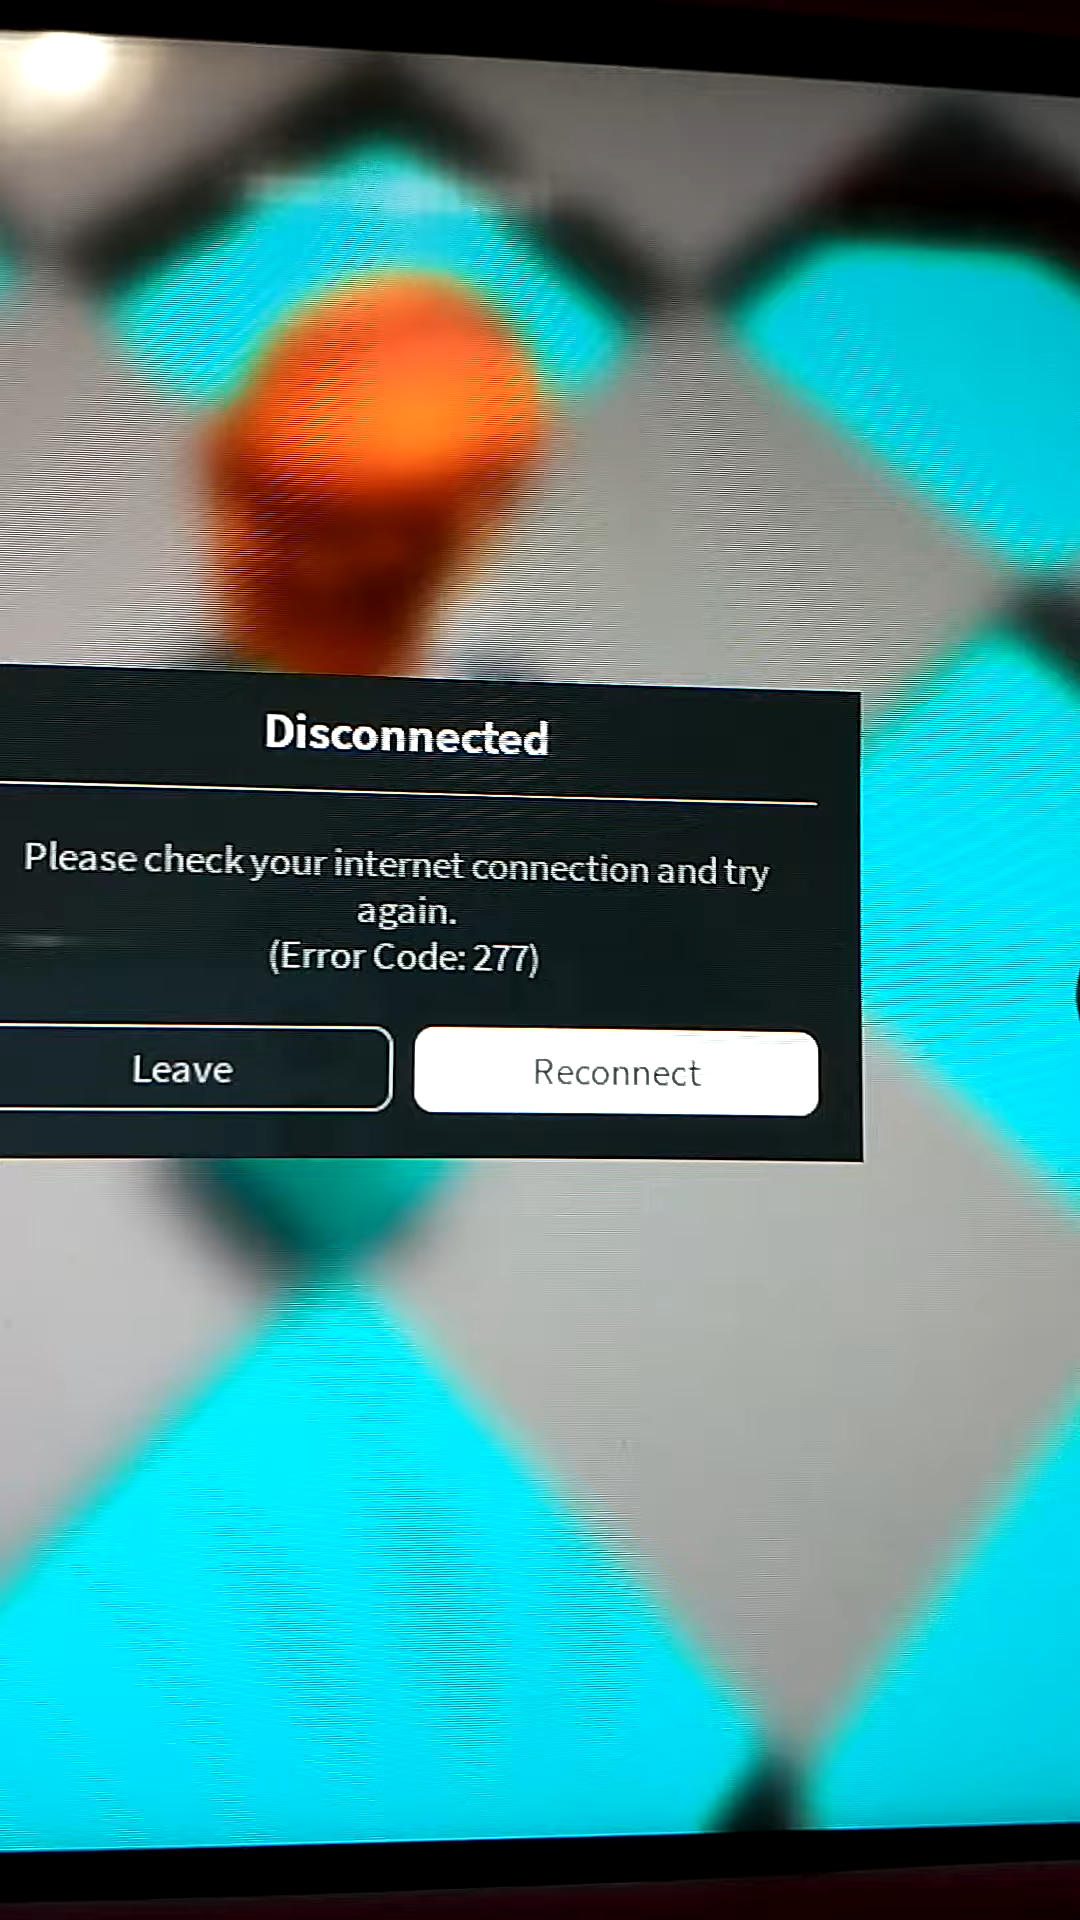 Disconnected
Please check your internet connection and try
again.
(Error Code: 277)
Leave
Reconnect